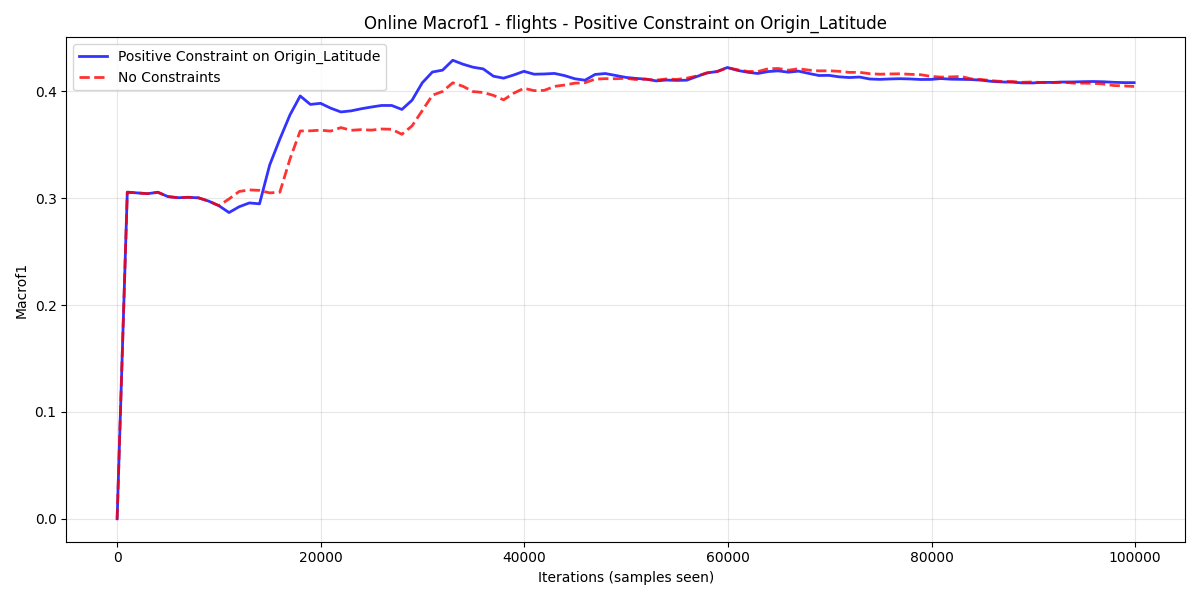 Online Macrof1 - flights - Positive Constraint on Origin_Latitude
Positive Constraint on Origin_Latitude
No Constraints
Macrof1
0.4
0.3
0.2
0.1
0.0
0 20000 40000 60000 80000 100000
Iterations (samples seen)